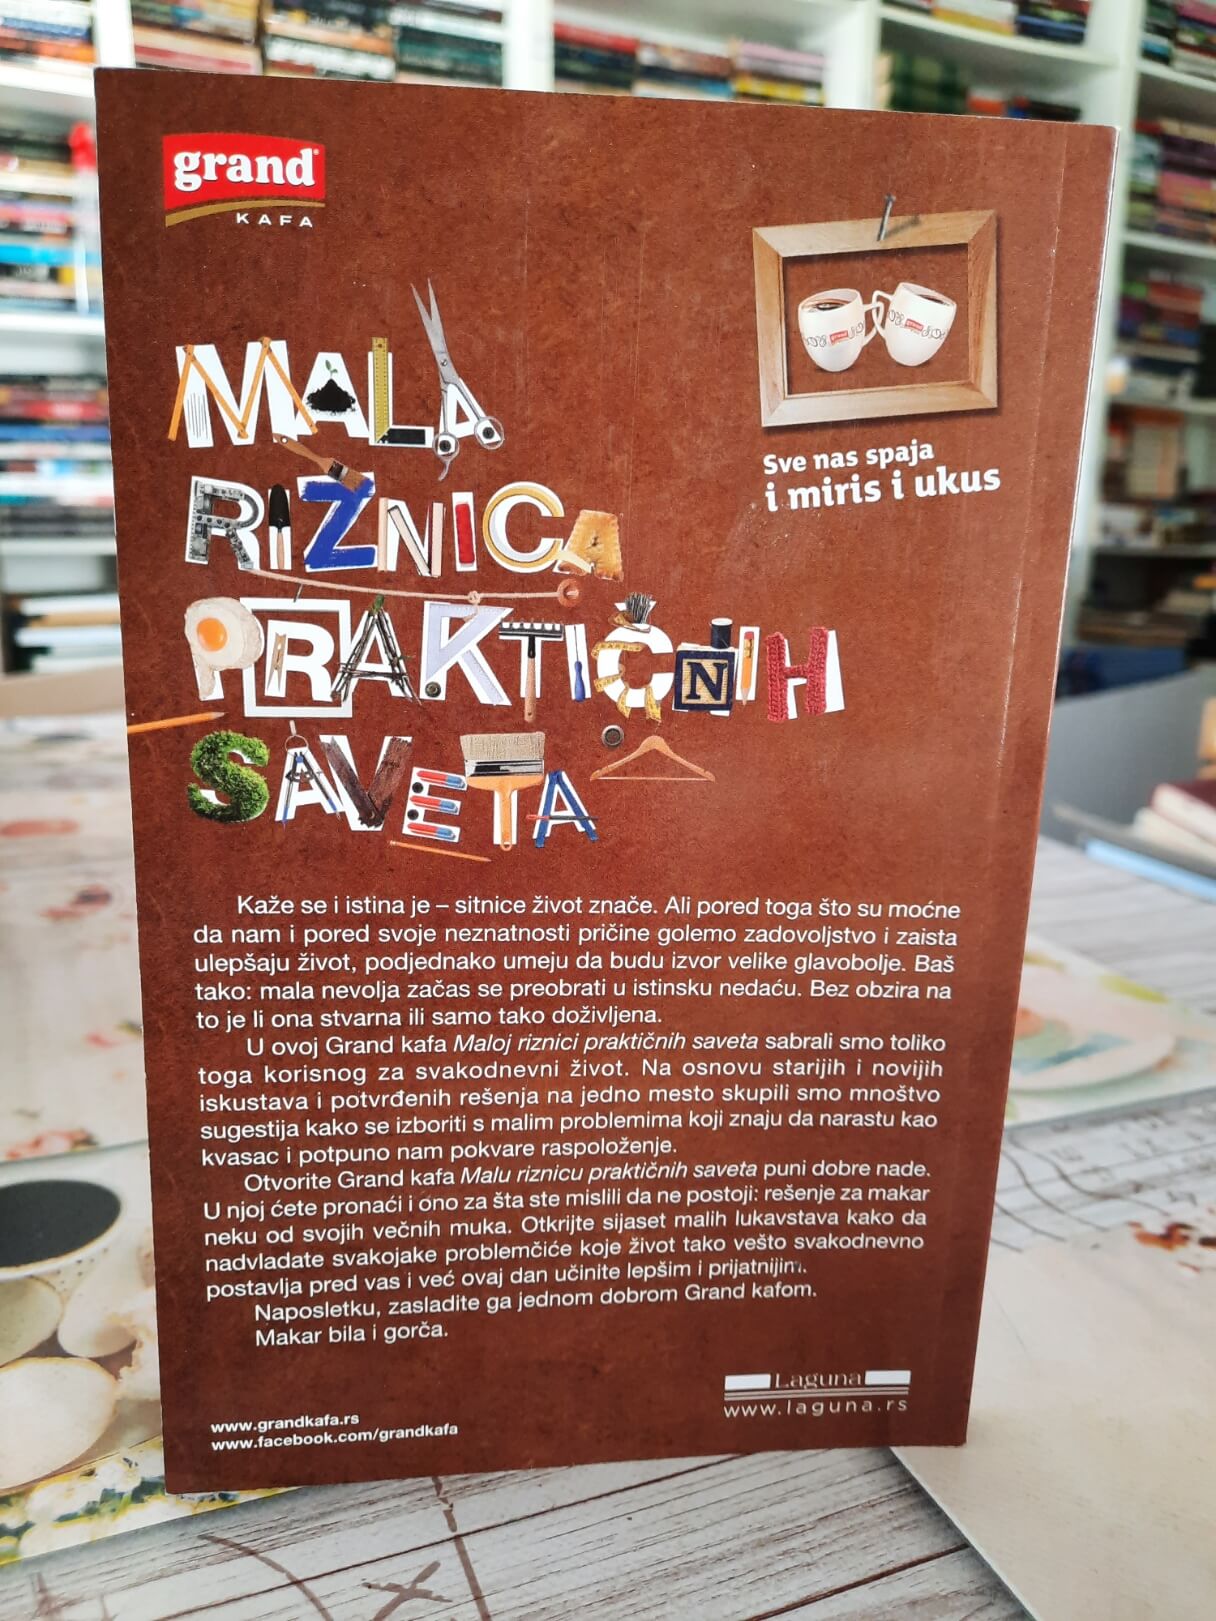 grand
KAFA
MALA
RIŽNICA
PRAKTIČNIH
SAVETA
Sve nas spaja
i miris i ukus
Kaže se i istina je – sitnice život znače. Ali pored toga što su moćne
da nam i pored svoje neznatnosti pričine golemo zadovoljstvo i zaista
ulepšaju život, podjednako umeju da budu izvor velike glavobolje. Baš
tako: mala nevolja začas se preobrati u istinsku nedaću. Bez obzira na
to je li ona stvarna ili samo tako doživljena.
U ovoj Grand kafa Maloj riznici praktičnih saveta sabrali smo toliko
toga korisnog za svakodnevni život. Na osnovu starijih i novijih
iskustava i potvrđenih rešenja na jedno mesto skupili smo mnoštvo
sugestija kako se izboriti s malim problemima koji znaju da narastu kao
kvasac i potpuno nam pokvare raspoloženje.
Otvorite Grand kafa Malu riznicu praktičnih saveta puni dobre nade.
U njoj ćete pronaći i ono za šta ste mislili da ne postoji: rešenje za makar
neku od svojih večnih muka. Otkrijte sijaset malih lukavstava kako da
nadvladate svakojake problemčiće koje život tako vešto svakodnevno
postavlja pred vas i već ovaj dan učinite lepšim i prijatnijim.
Naposletku, zasladite ga jednom dobrom Grand kafom.
Makar bila i gorča.
www.grandkafa.rs
www.facebook.com/grandkafa
Laguna
www.laguna.rs